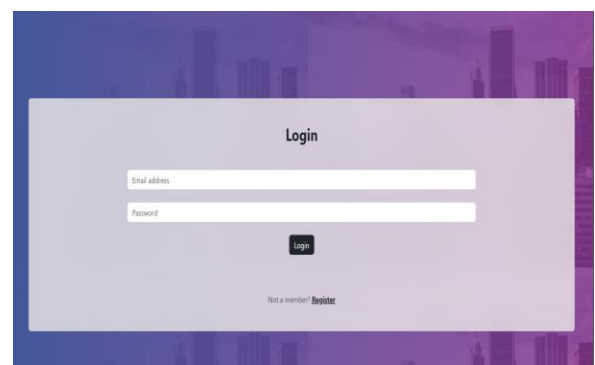 Login
Email address
Password
Login
Not a member? Register